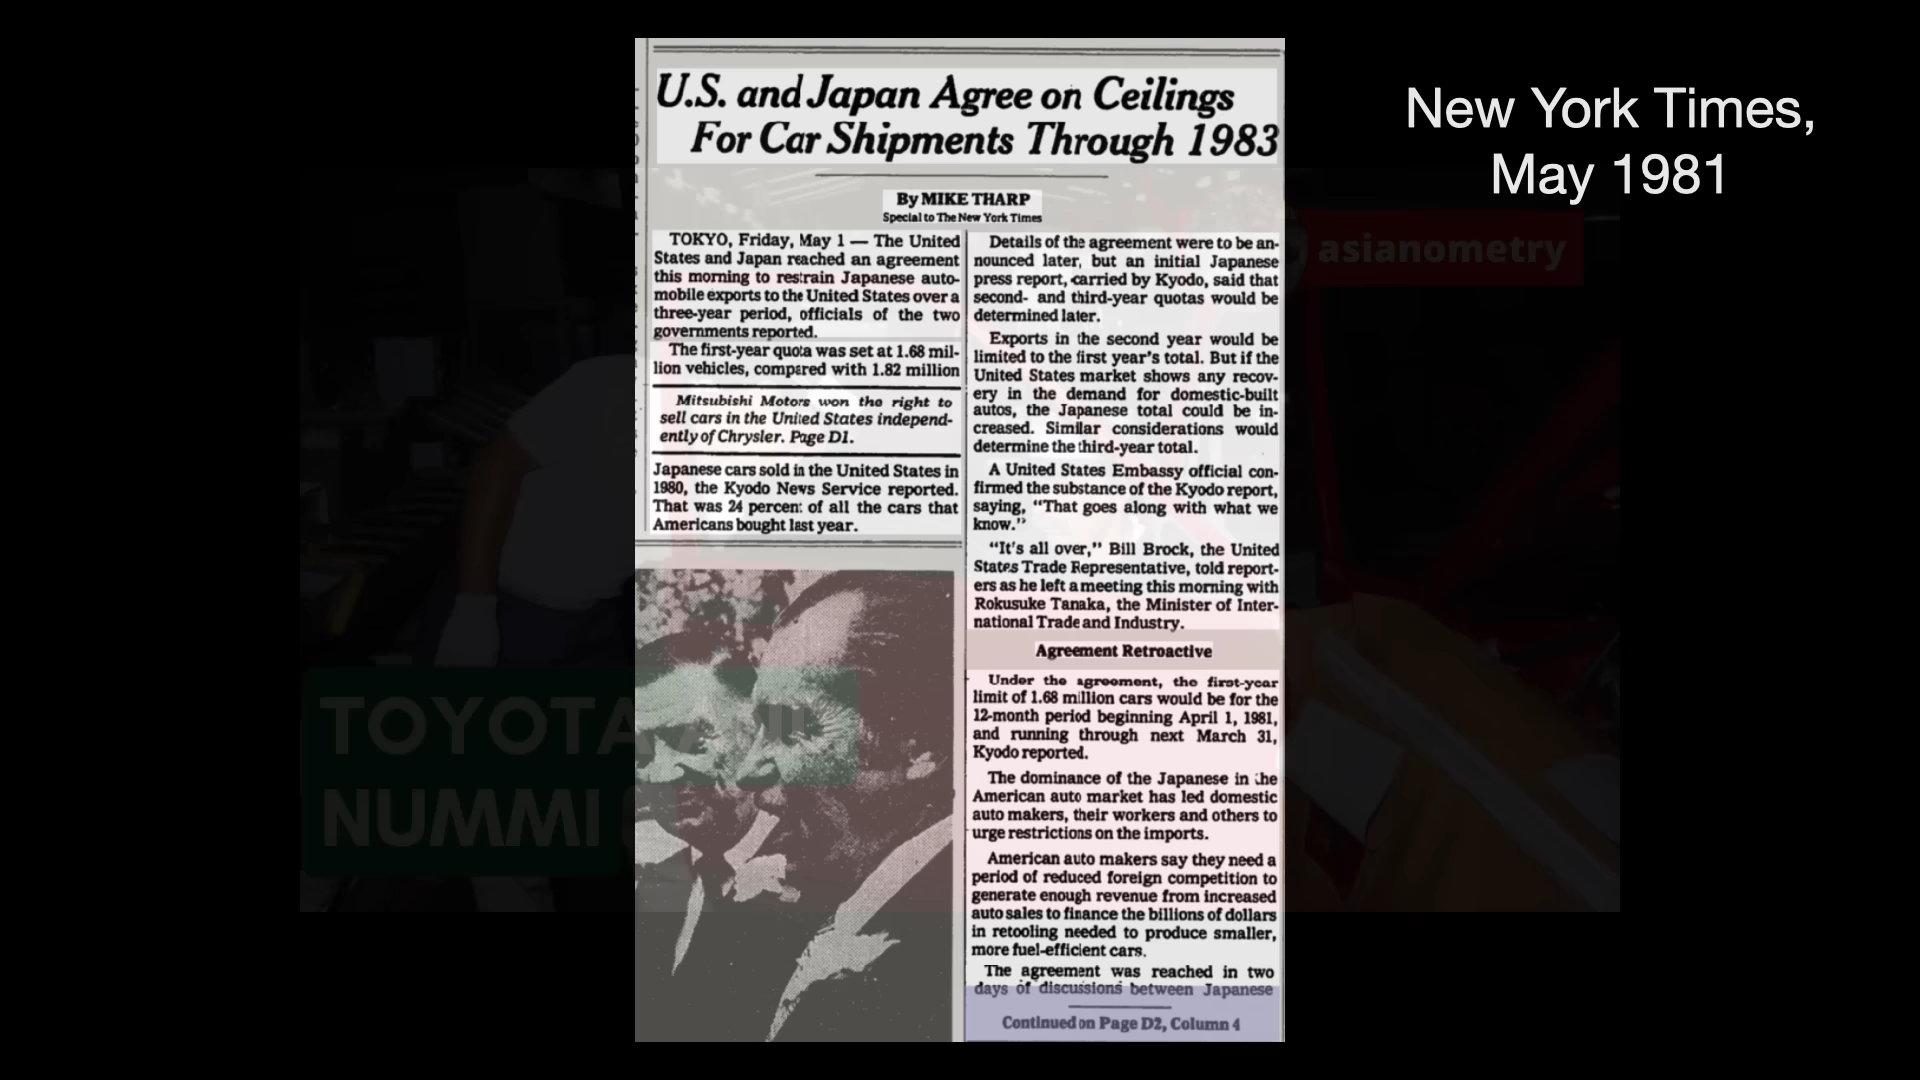 U.S. and Japan Agree on Ceilings
For Car Shipments Through 1983
By MIKE THARP
Special to The New York Times
TOKYO, Friday, May 1 — The United
States and Japan reached an agreement
this morning to restrain Japanese auto-
mobile exports to the United States over a
three-year period, officials of the two
governments reported.
The first-year quota was set at 1.68 mil-
lion vehicles, compared with 1.82 million
Mitsubishi Motors won the right to
sell cars in the United States independ-
ently of Chrysler. Page D1.
Japanese cars sold in the United States in
1980, the Kyodo News Service reported.
That was 24 percent of all the cars that
Americans bought last year.
Details of the agreement were to be an-
nounced later, but an initial Japanese
press report, carried by Kyodo, said that
second- and third-year quotas would be
determined later.
Exports in the second year would be
limited to the first year's total. But if the
United States market shows any recov-
ery in the demand for domestic-built
autos, the Japanese total could be in-
creased. Similar considerations would
determine the third-year total.
A United States Embassy official con-
firmed the substance of the Kyodo report,
saying, “That goes along with what we
know.”
“It's all over,” Bill Brock, the United
States Trade Representative, told report-
ers as he left a meeting this morning with
Rokusuke Tanaka, the Minister of Inter-
national Trade and Industry.
Agreement Retroactive
Under the agreement, the first-year
limit of 1.68 million cars would be for the
12-month period beginning April 1, 1981,
and running through next March 31,
Kyodo reported.
The dominance of the Japanese in the
American auto market has led domestic
auto makers, their workers and others to
urge restrictions on the imports.
American auto makers say they need a
period of reduced foreign competition to
generate enough revenue from increased
auto sales to finance the billions of dollars
in retooling needed to produce smaller,
more fuel-efficient cars.
The agreement was reached in two
days of discussions between Japanese
Continued on Page D2, Column 4
New York Times,
May 1981
asianometry
TOYOTA
NUMMI